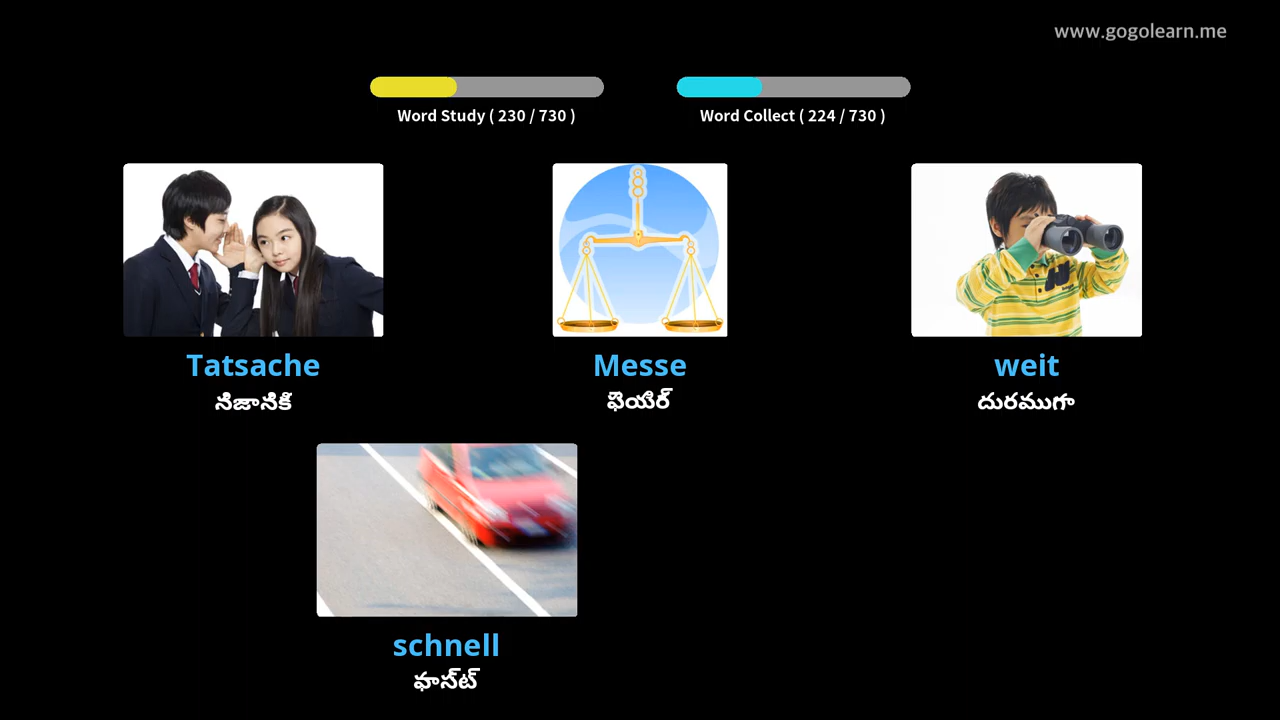 www.gogolearn.me
Word Study ( 230 / 730 )
Word Collect ( 224 / 730 )
Tatsache
నిజానికి
Messe
ఫెయిర్
weit
దురముగా
schnell
ఫాస్ట్